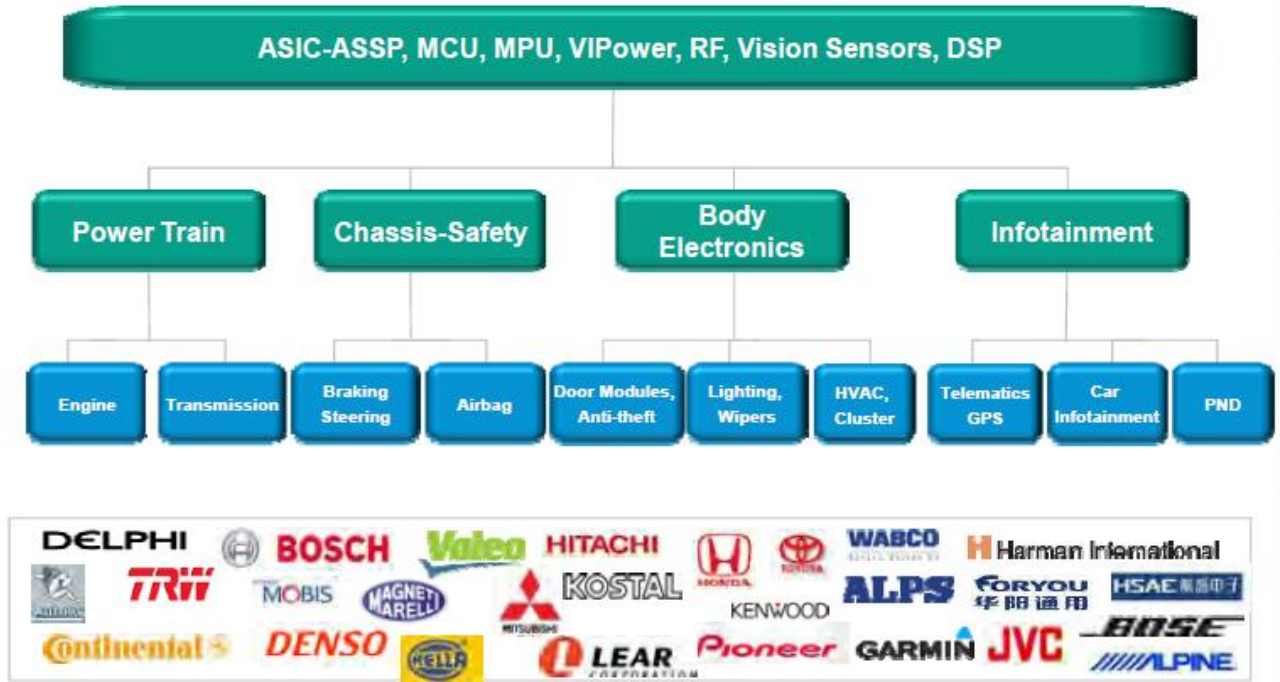 ASIC-ASSP, MCU, MPU, VIPower, RF, Vision Sensors, DSP
Power Train
Chassis-Safety
Body
Electronics
Infotainment
Engine
Transmission
Braking
Steering
Airbag
Door Modules,
Anti-theft
Lighting,
Wipers
HVAC,
Cluster
Telematics
GPS
Car
Infotainment
PND
DELPHI
BOSCH
Valeo
HITACHI
HONDA
TOYOTA
WABCO
Harman International
TRW
MOBIS
MAGNETI
MARELLI
MITSUBISHI
KOSTAL
KENWOOD
ALPS
FORYOU
华阳通用
HSAE
Continental
DENSO
HELLA
LEAR
CORPORATION
Pioneer
GARMIN
JVC
BOSE
ALPINE